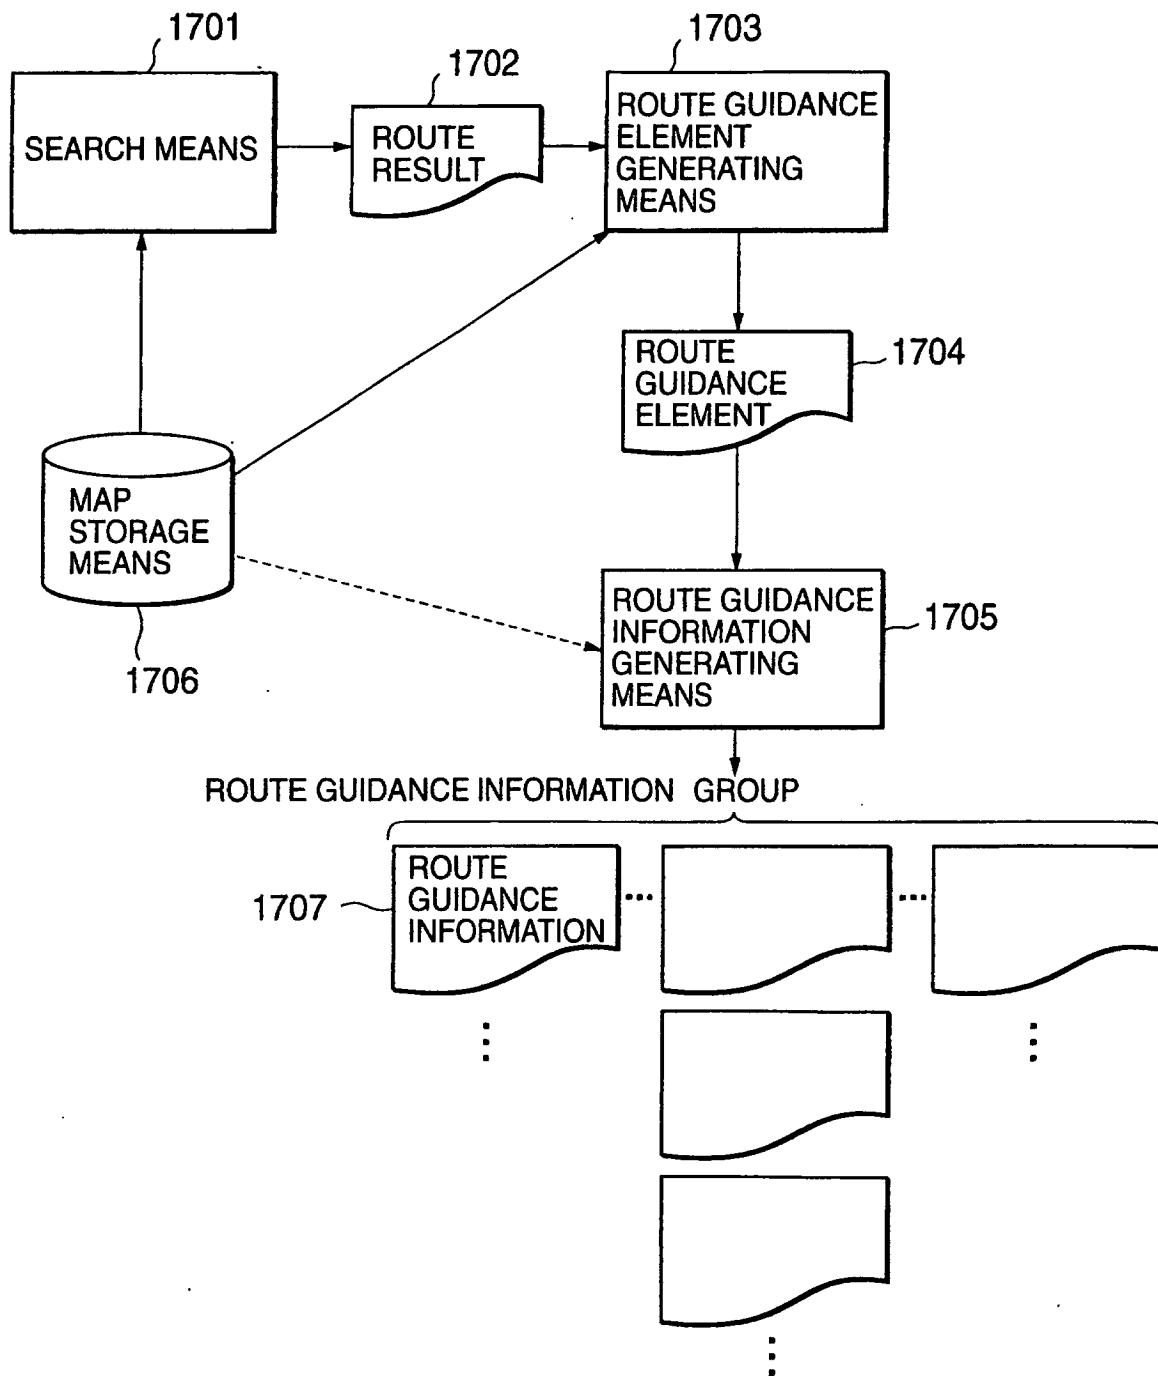 1701
SEARCH MEANS
1702
ROUTE
RESULT
1703
ROUTE GUIDANCE
ELEMENT
GENERATING
MEANS
ROUTE
GUIDANCE
ELEMENT
1704
MAP
STORAGE
MEANS
1706
ROUTE GUIDANCE
INFORMATION
GENERATING
MEANS
1705
ROUTE GUIDANCE INFORMATION GROUP
1707
ROUTE
GUIDANCE
INFORMATION